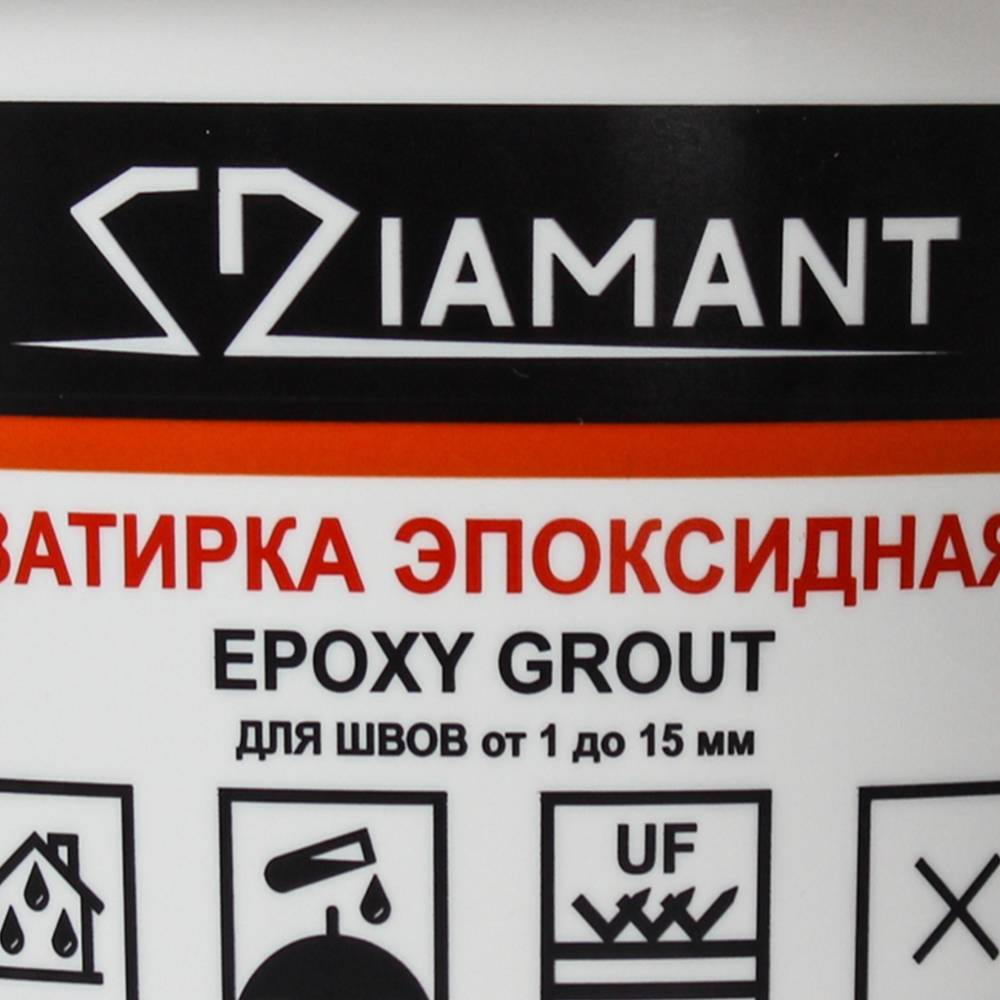 DIAMANT
ЗАТИРКА ЭПОКСИДНАЯ
EPOXY GROUT
ДЛЯ ШВОВ от 1 до 15 мм
UF